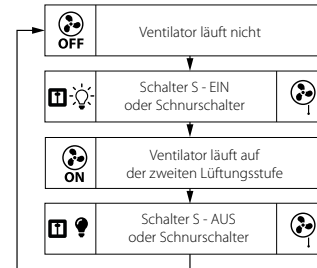 OFF
Ventilator läuft nicht
Schalter S - EIN
oder Schnurschalter
ON
Ventilator läuft auf
der zweiten Lüftungsstufe
Schalter S - AUS
oder Schnurschalter